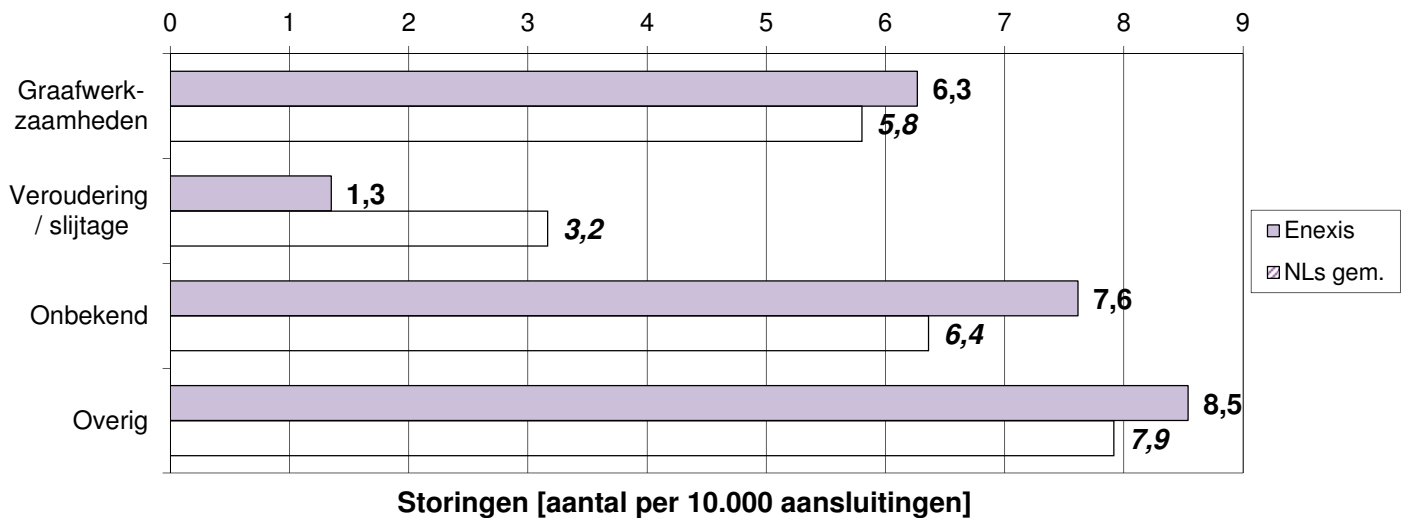 0 1 2 3 4 5 6 7 8 9
Graafwerk-
zaamheden
6,3
5,8
Veroudering
/ slijtage
1,3
3,2
Onbekend
7,6
6,4
Overig
8,5
7,9
Enexis
NLs gem.
Storingen [aantal per 10.000 aansluitingen]